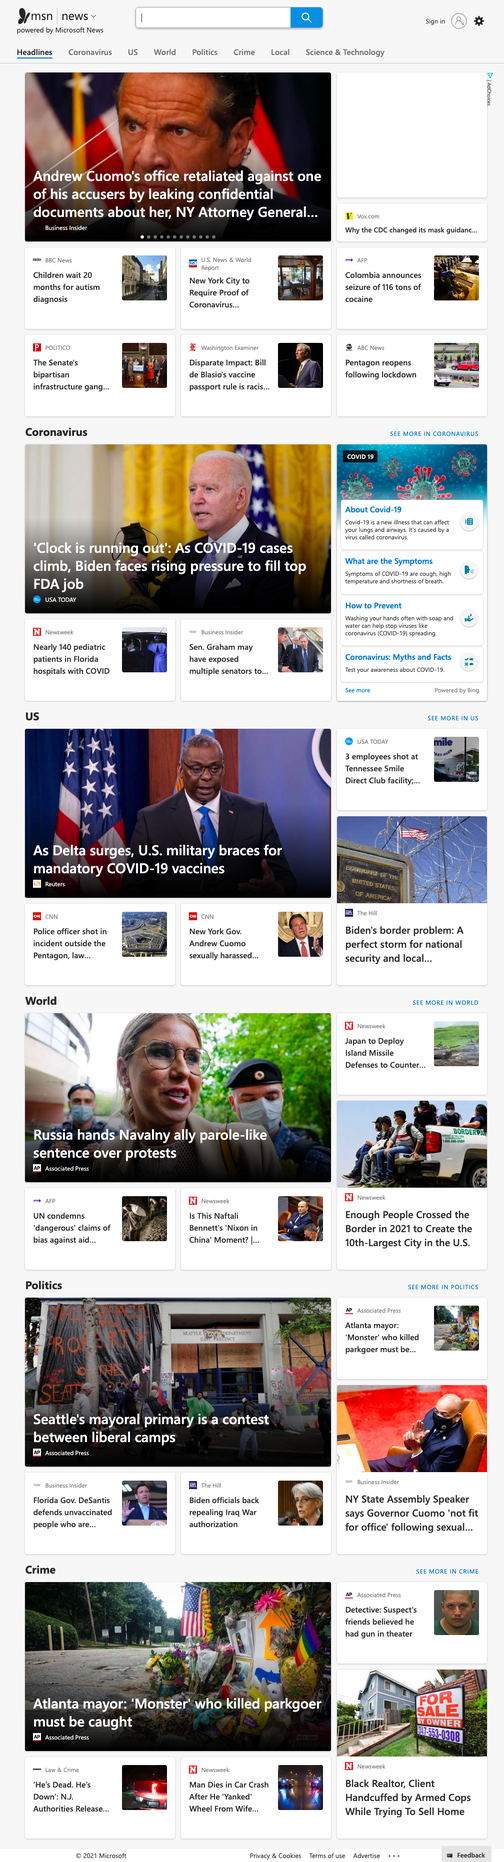 msn news
powered by Microsoft News
Sign in
Headlines Coronavirus US World Politics Crime Local Science & Technology
AdChoices
Andrew Cuomo's office retaliated against one
of his accusers by leaking confidential
documents about her, NY Attorney General...
Business Insider
Vox.com
Why the CDC changed its mask guidanc...
BBC News
Children wait 20
months for autism
diagnosis
U.S. News & World
Report
New York City to
Require Proof of
Coronavirus...
AFP
Colombia announces
seizure of 116 tons of
cocaine
POLITICO
The Senate's
bipartisan
infrastructure gang...
Washington Examiner
Disparate Impact: Bill
de Blasio's vaccine
passport rule is racis...
ABC News
Pentagon reopens
following lockdown
Coronavirus
SEE MORE IN CORONAVIRUS
'Clock is running out': As COVID-19 cases
climb, Biden faces rising pressure to fill top
FDA job
USA TODAY
COVID 19
About Covid-19
Covid-19 is a new illness that can affect
your lungs and airways. It's caused by a
virus called coronavirus.
What are the Symptoms
Symptoms of COVID-19 are cough, high
temperature and shortness of breath.
How to Prevent
Washing your hands often with soap and
water can help stop viruses like
coronavirus (COVID-19) spreading.
Coronavirus: Myths and Facts
Test your awareness about COVID-19.
See more
Powered by Bing
Newsweek
Nearly 140 pediatric
patients in Florida
hospitals with COVID
Business Insider
Sen. Graham may
have exposed
multiple senators to...
US
SEE MORE IN US
As Delta surges, U.S. military braces for
mandatory COVID-19 vaccines
Reuters
USA TODAY
3 employees shot at
Tennessee Smile
Direct Club facility;...
mile
The Hill
Biden's border problem: A
perfect storm for national
security and local...
CNN
Police officer shot in
incident outside the
Pentagon, law...
CNN
New York Gov.
Andrew Cuomo
sexually harassed...
World
SEE MORE IN WORLD
Russia hands Navalny ally parole-like
sentence over protests
Associated Press
Newsweek
Japan to Deploy
Island Missile
Defenses to Counter...
Newsweek
Enough People Crossed the
Border in 2021 to Create the
10th-Largest City in the U.S.
AFP
UN condemns
'dangerous' claims of
bias against aid...
Newsweek
Is This Naftali
Bennett's 'Nixon in
China' Moment? |...
Politics
SEE MORE IN POLITICS
Seattle's mayoral primary is a contest
between liberal camps
Associated Press
Associated Press
Atlanta mayor:
'Monster' who killed
parkgoer must be...
Business Insider
NY State Assembly Speaker
says Governor Cuomo 'not fit
for office' following sexual...
Business Insider
Florida Gov. DeSantis
defends unvaccinated
people who are...
The Hill
Biden officials back
repealing Iraq War
authorization
Crime
SEE MORE IN CRIME
Atlanta mayor: 'Monster' who killed parkgoer
must be caught
Associated Press
Associated Press
Detective: Suspect's
friends believed he
had gun in theater
FOR
SALE
BY OWNER
Newsweek
Black Realtor, Client
Handcuffed by Armed Cops
While Trying To Sell Home
Law & Crime
'He's Dead. He's
Down': N.J.
Authorities Release...
Newsweek
Man Dies in Car Crash
After He 'Yanked'
Wheel From Wife...
© 2021 Microsoft
Privacy & Cookies Terms of use Advertise
Feedback